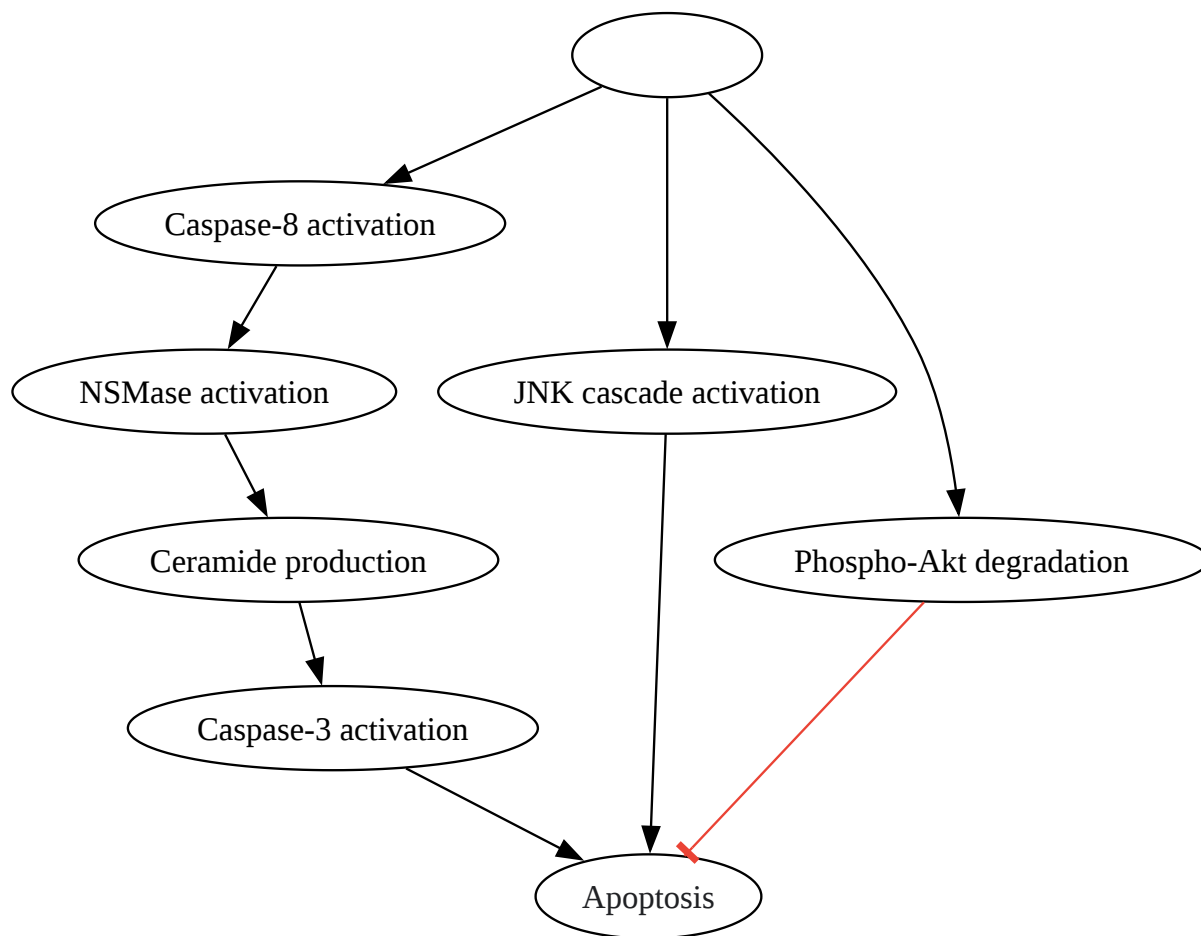 Caspase-8 activation
NSMase activation
JNK cascade activation
Ceramide production
Phospho-Akt degradation
Caspase-3 activation
Apoptosis